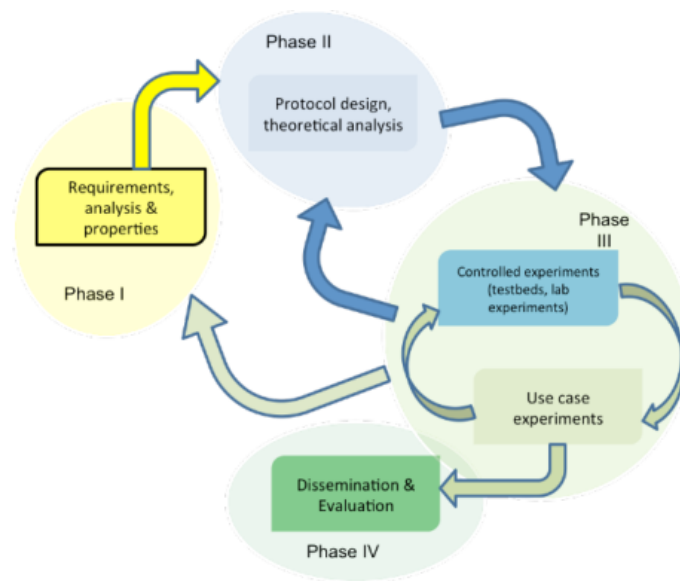 Phase II
Protocol design,
theoretical analysis
Requirements,
analysis &
properties
Phase I
Phase
III
Controlled experiments
(testbeds, lab
experiments)
Use case
experiments
Dissemination &
Evaluation
Phase IV